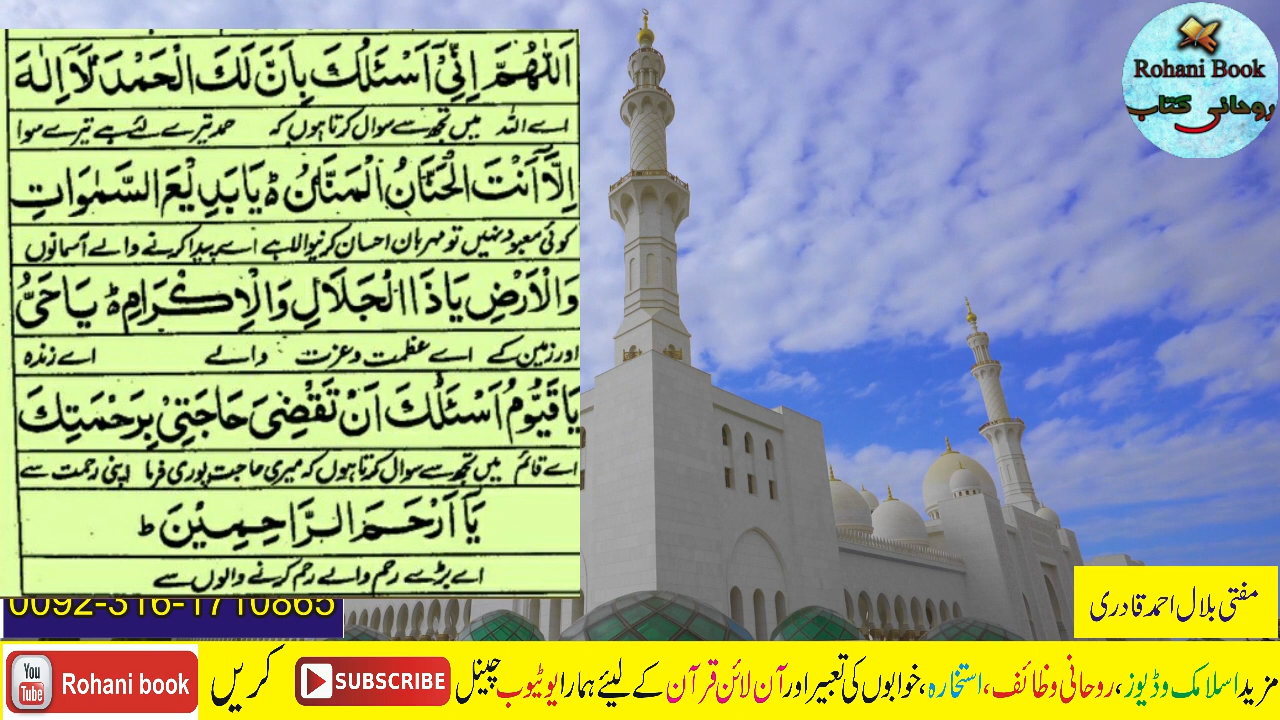 اَللّٰهُمَّ اِنِّیْٓ اَسْئَلُكَ بِاَنَّ لَكَ الْحَمْدَ لَآ اِلٰهَ
اے اللہ میں تجھ سے سوال کرتا ہوں کہ حمد تیرے لئے ہے تیرے سوا
اِلَّآ اَنْتَ الْحَنَّانُ الْمَنَّانُ ط یَا بَدِیْعَ السَّمٰوَاتِ
کوئی معبود نہیں تو مہربان احسان کرنیوالا ہے اے پیدا کرنے والے آسمانوں
وَالْاَرْضِ یَا ذَا الْجَلَالِ وَالْاِكْرَامِ ط یَا حَیُّ
اور زمین کے اے عظمت وعزت والے اے زندہ
یَا قَیُّوْمُ اَسْئَلُكَ اَنْ تَقْضِیَ حَاجَتِیْ بِرَحْمَتِكَ
اے قائم میں تجھ سے سوال کرتا ہوں کہ میری حاجت پوری فرما اپنی رحمت سے
یَآ اَرْحَمَ الرَّاحِمِیْنَ ط
اے بڑے رحم والے رحم کرنے والوں سے
Rohani Book
روحانی کتاب
0092-316-1710865
مفتی بلال احمد قادری
مزید اسلامک وڈیوز، روحانی وظائف، استخارہ، خوابوں کی تعبیر اور آن لائن قرآن کے لیئے ہمارا یوٹیوب چینل SUBSCRIBE کریں
You Tube Rohani book